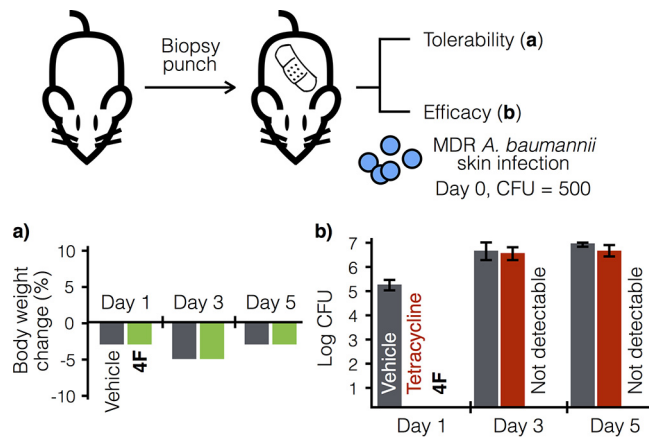 Biopsy
punch
Tolerability (a)
Efficacy (b)
MDR A. baumannii
skin infection
Day 0, CFU = 500
a)
Body weight
change (%)
10
5
0
-5
-10
Day 1
Day 3
Day 5
Vehicle
4F
b)
Log CFU
7
6
5
4
3
2
1
Vehicle
Tetracycline
4F
Not detectable
Not detectable
Day 1
Day 3
Day 5